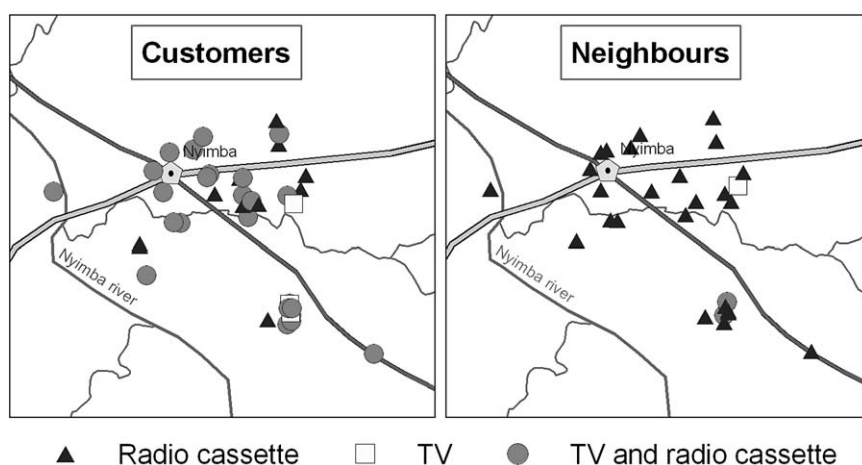 Customers
Nyimba
Nyimba river
Neighbours
Nyimba
Nyimba river
Radio cassette
TV
TV and radio cassette